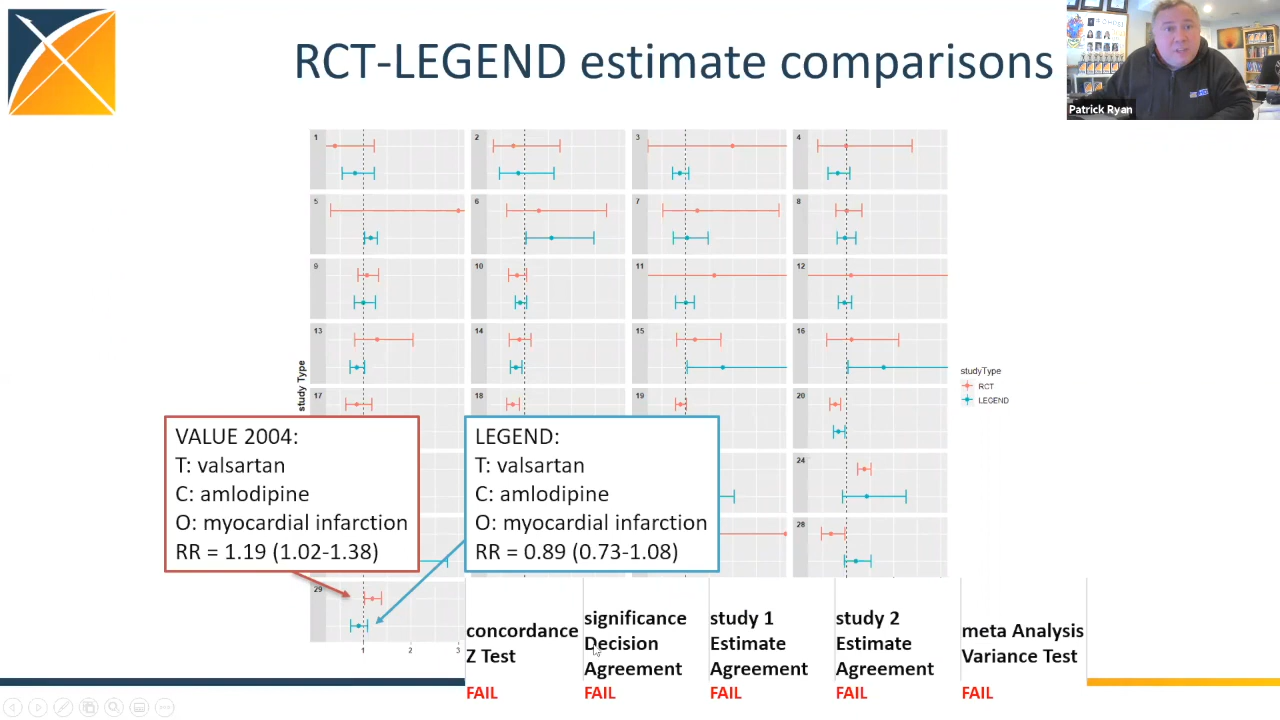 RCT-LEGEND estimate comparisons
Patrick Ryan
1
2
3
4
5
6
7
8
9
10
11
12
13
14
15
16
17
18
19
20
24
28
29
study Type
studyType
RCT
LEGEND
VALUE 2004:
T: valsartan
C: amlodipine
O: myocardial infarction
RR = 1.19 (1.02-1.38)
LEGEND:
T: valsartan
C: amlodipine
O: myocardial infarction
RR = 0.89 (0.73-1.08)
1
2
3
concordance
Z Test
FAIL
significance
Decision
Agreement
FAIL
study 1
Estimate
Agreement
FAIL
study 2
Estimate
Agreement
FAIL
meta Analysis
Variance Test
FAIL